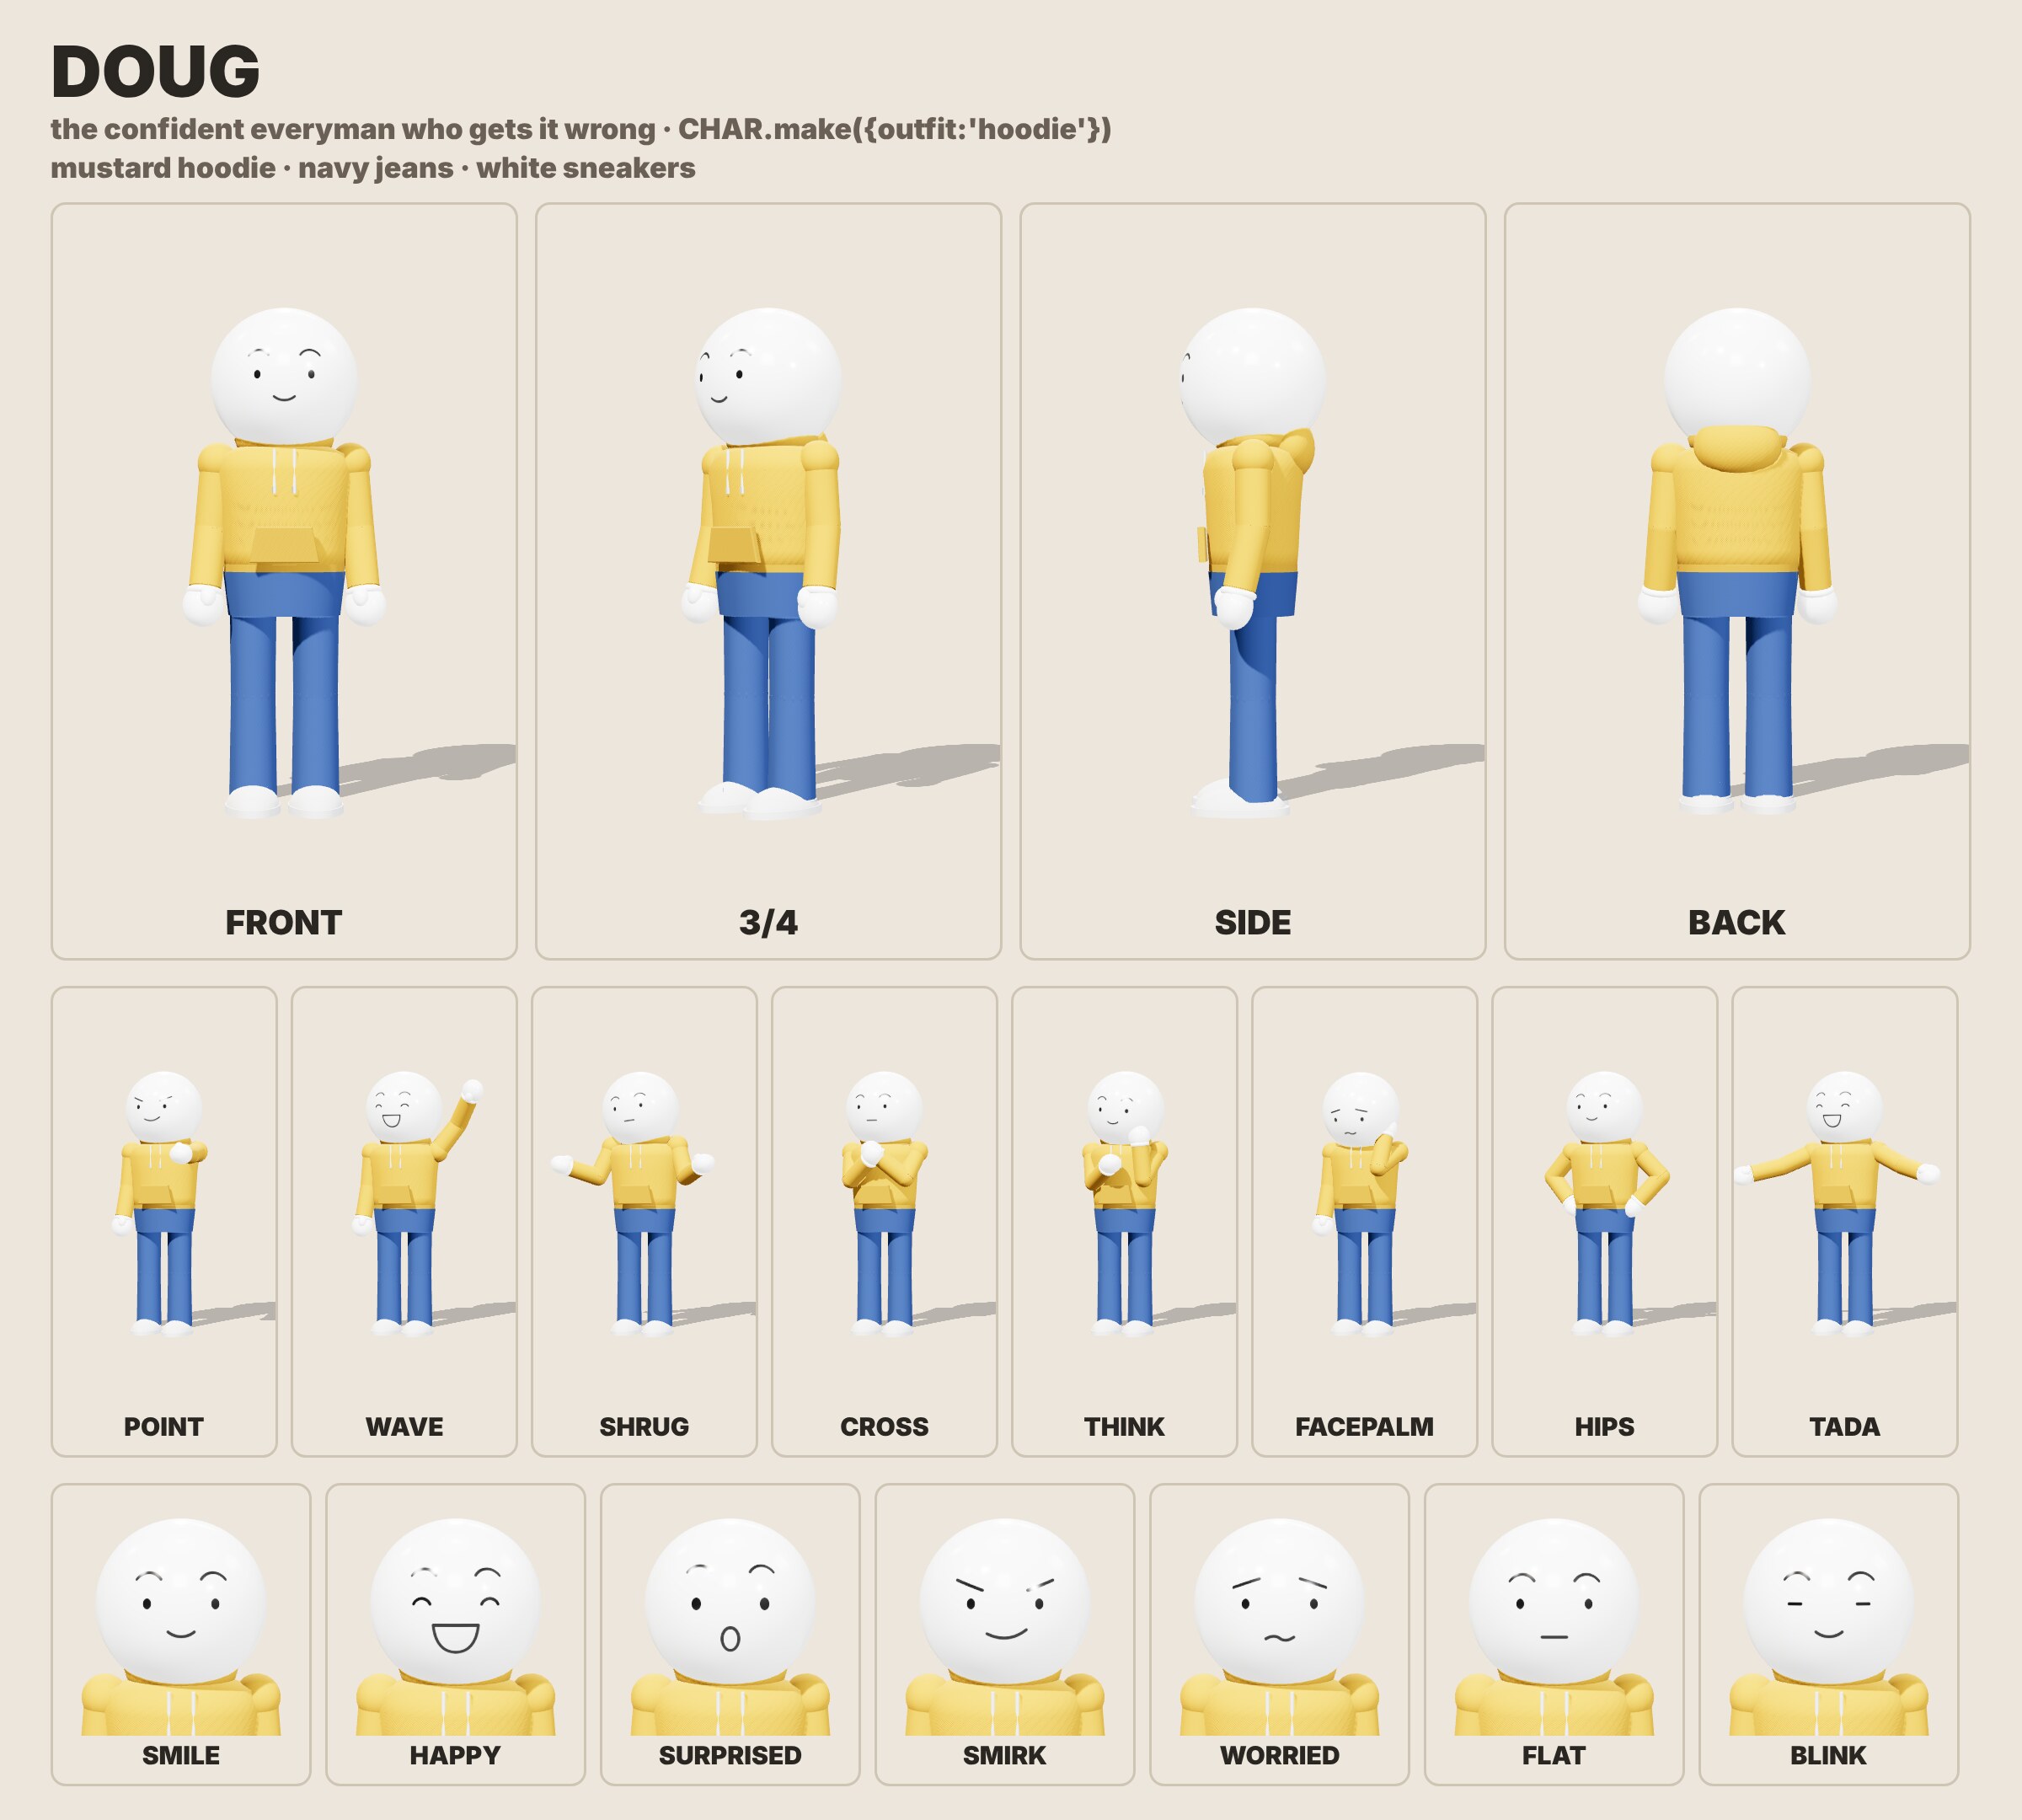 DOUG
the confident everyman who gets it wrong · CHAR.make({outfit:'hoodie'})
mustard hoodie · navy jeans · white sneakers
FRONT
3/4
SIDE
BACK
POINT
WAVE
SHRUG
CROSS
THINK
FACEPALM
HIPS
TADA
SMILE
HAPPY
SURPRISED
SMIRK
WORRIED
FLAT
BLINK